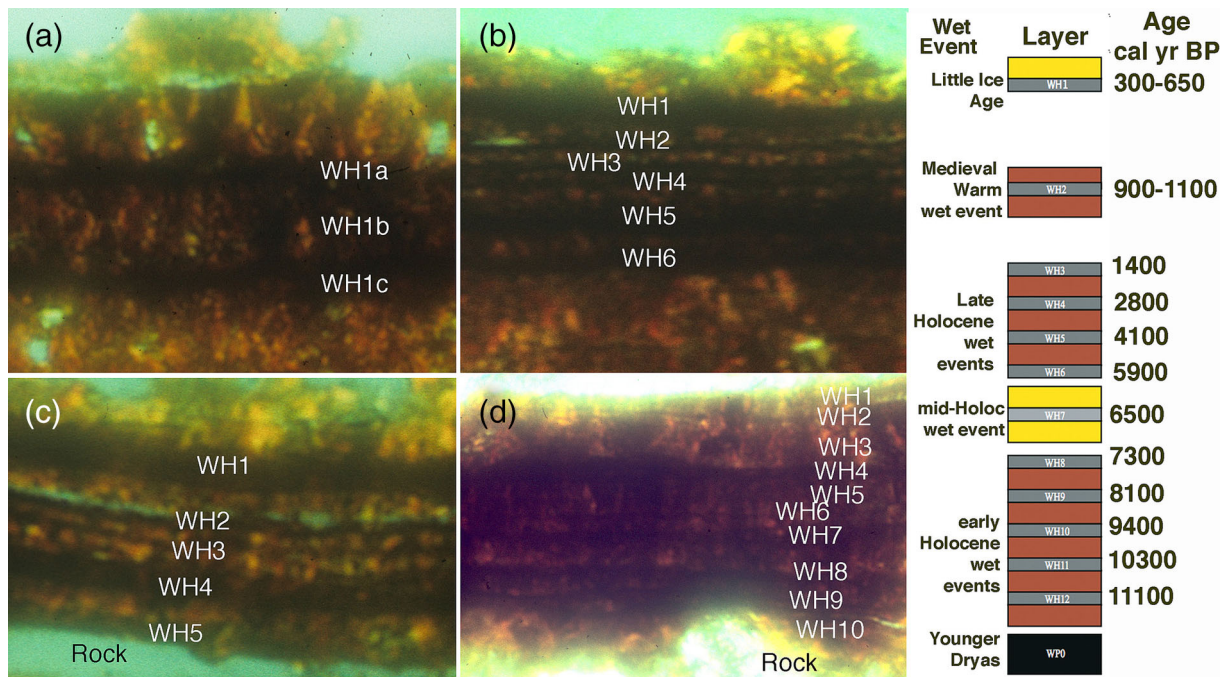 (a)
WH1a
WH1b
WH1c
(b)
WH1
WH2
WH3
WH4
WH5
WH6
(c)
WH1
WH2
WH3
WH4
WH5
Rock
(d)
WH1
WH2
WH3
WH4
WH5
WH6
WH7
WH8
WH9
WH10
Rock
Wet
Event
Layer
Age
cal yr BP
Little Ice
Age
WH1
300-650
Medieval
Warm
wet event
WH2
900-1100
Late
Holocene
wet
events
WH3
1400
WH4
2800
WH5
4100
WH6
5900
mid-Holoc
wet event
WH7
6500
early
Holocene
wet
events
WH8
7300
WH9
8100
WH10
9400
WH11
10300
WH12
11100
Younger
Dryas
WP0